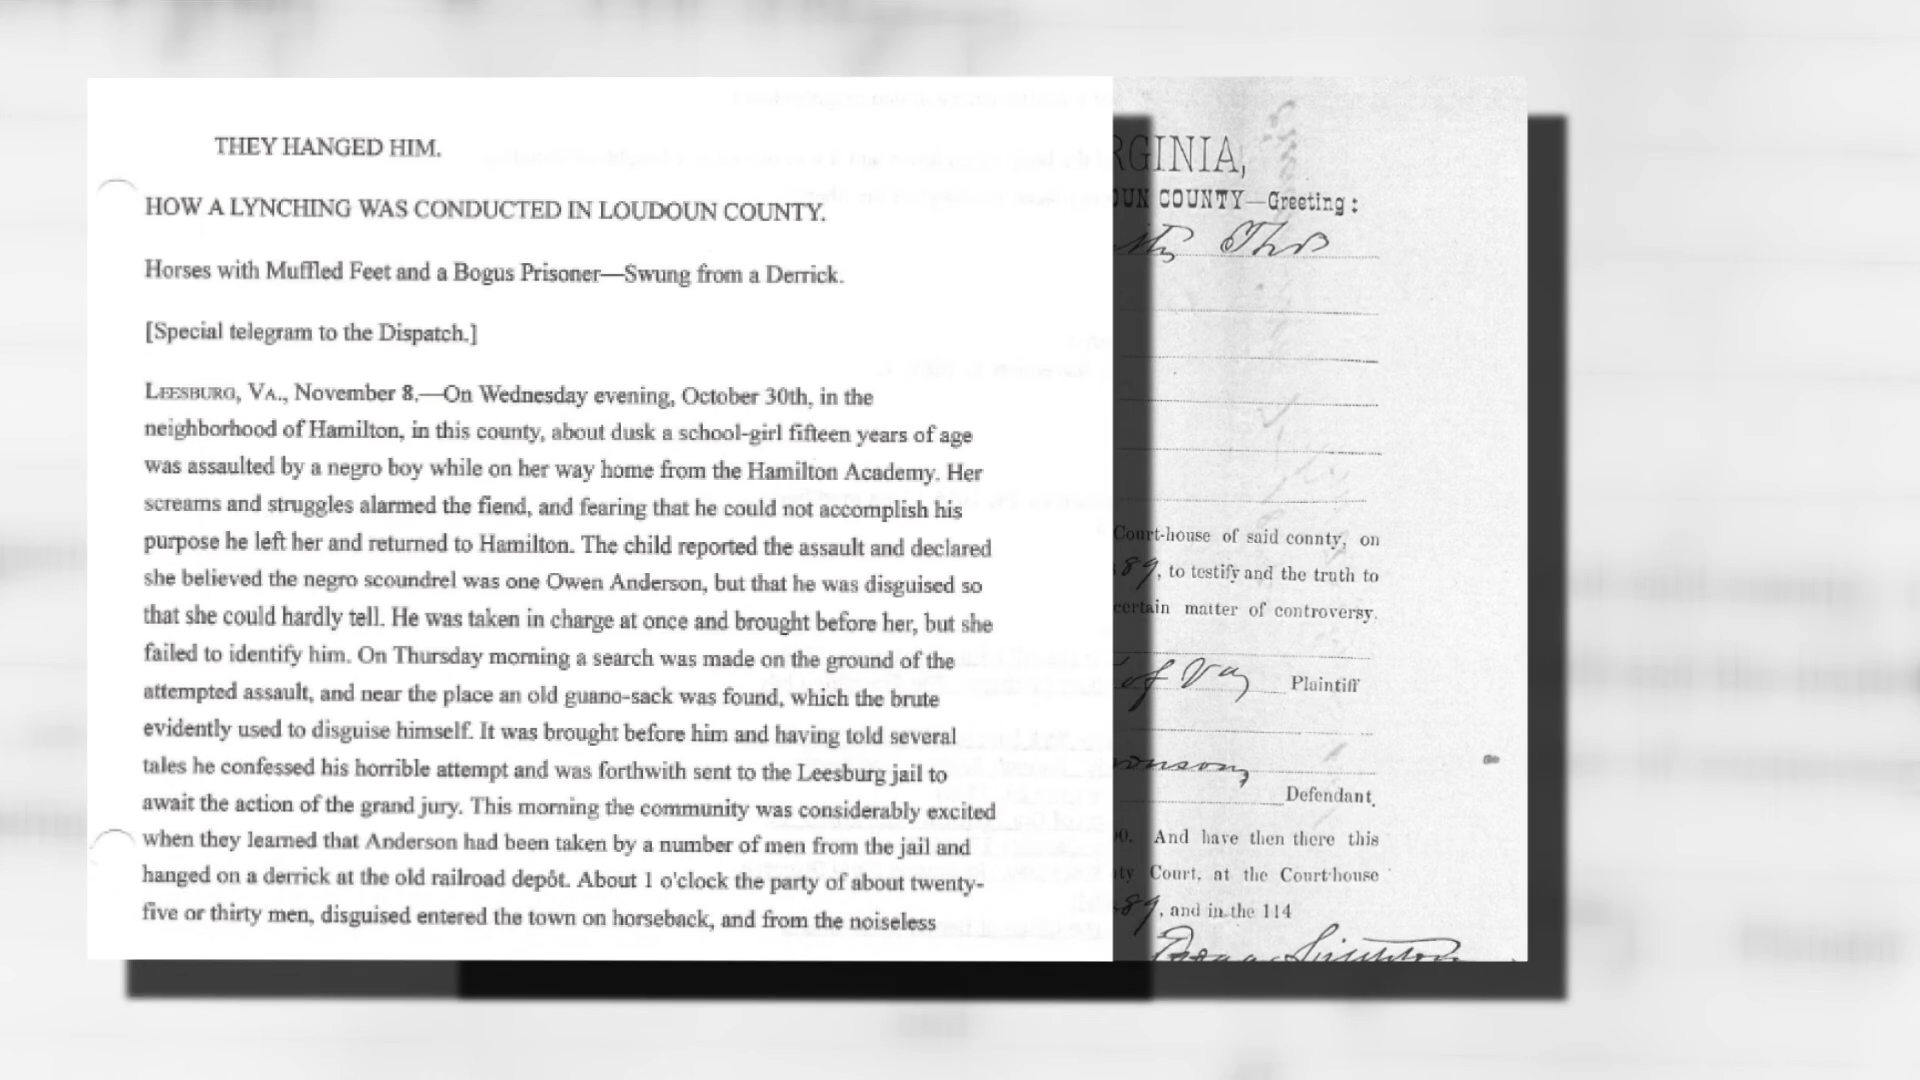 THEY HANGED HIM.
HOW A LYNCHING WAS CONDUCTED IN LOUDOUN COUNTY.
Horses with Muffled Feet and a Bogus Prisoner—Swung from a Derrick.
[Special telegram to the Dispatch.]
LEESBURG, VA., November 8.—On Wednesday evening, October 30th, in the
neighborhood of Hamilton, in this county, about dusk a school-girl fifteen years of age
was assaulted by a negro boy while on her way home from the Hamilton Academy. Her
screams and struggles alarmed the fiend, and fearing that he could not accomplish his
purpose he left her and returned to Hamilton. The child reported the assault and declared
she believed the negro scoundrel was one Owen Anderson, but that he was disguised so
that she could hardly tell. He was taken in charge at once and brought before her, but she
failed to identify him. On Thursday morning a search was made on the ground of the
attempted assault, and near the place an old guano-sack was found, which the brute
evidently used to disguise himself. It was brought before him and having told several
tales he confessed his horrible attempt and was forthwith sent to the Leesburg jail to
await the action of the grand jury. This morning the community was considerably excited
when they learned that Anderson had been taken by a number of men from the jail and
hanged on a derrick at the old railroad depôt. About 1 o'clock the party of about twenty-
five or thirty men, disguised entered the town on horseback, and from the noiseless
RGINIA,
OUN COUNTY—Greeting:
Court-house of said connty, on
89, to testify and the truth to
certain matter of controversy.
of Va Plaintiff
Defendant.
0. And have then there this
ty Court, at the Court-house
89, and in the 114